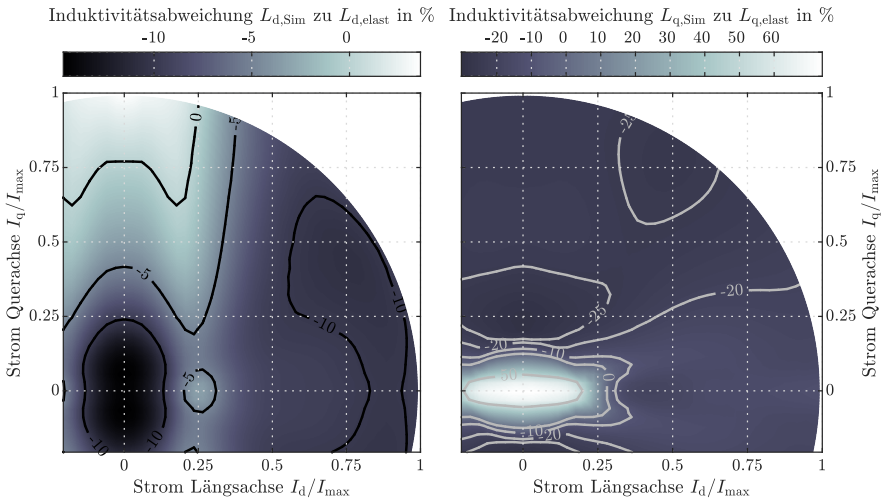 Induktivitätsabweichung L_d,Sim zu L_d,elast in %
-10 -5 0
1
0.75
0.5
0.25
0
Strom Querachse I_q/I_max
0 -5
-5
-10
-10
-5
-10 -10
0 0.25 0.5 0.75 1
Strom Längsachse I_d/I_max
Induktivitätsabweichung L_q,Sim zu L_q,elast in %
-20 -10 0 10 20 30 40 50 60
1
0.75
0.5
0.25
0
Strom Querachse I_q/I_max
-25
-20
-25
-20 -10
0
-10
-20
0 0.25 0.5 0.75 1
Strom Längsachse I_d/I_max